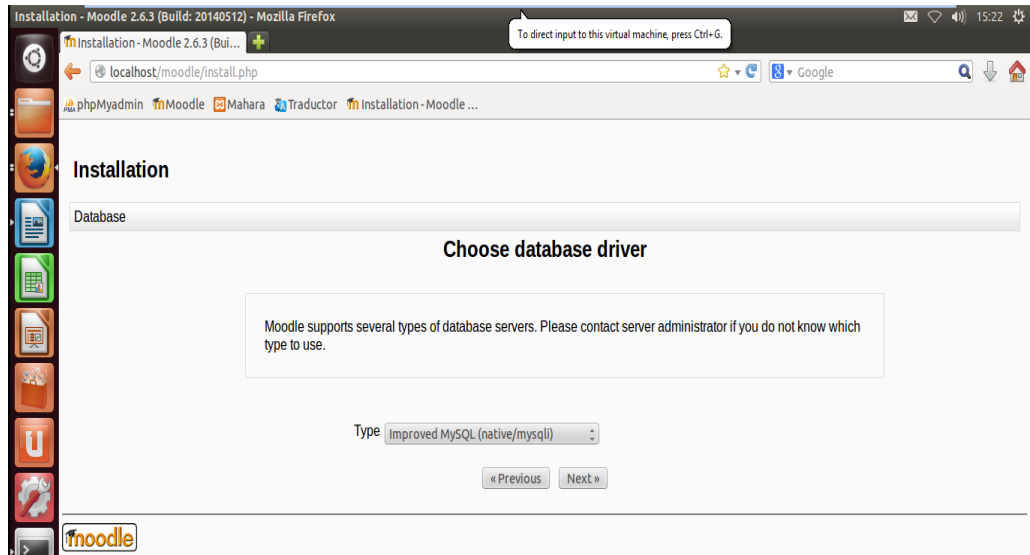 Installation - Moodle 2.6.3 (Build: 20140512) - Mozilla Firefox
15:22
To direct input to this virtual machine, press Ctrl+G.
Installation - Moodle 2.6.3 (Bui...
localhost/moodle/install.php
Google
PMA phpMyadmin Moodle Mahara Traductor Installation - Moodle ...
Installation
Database
Choose database driver
Moodle supports several types of database servers. Please contact server administrator if you do not know which
type to use.
Type Improved MySQL (native/mysqli)
« Previous Next »
moodle